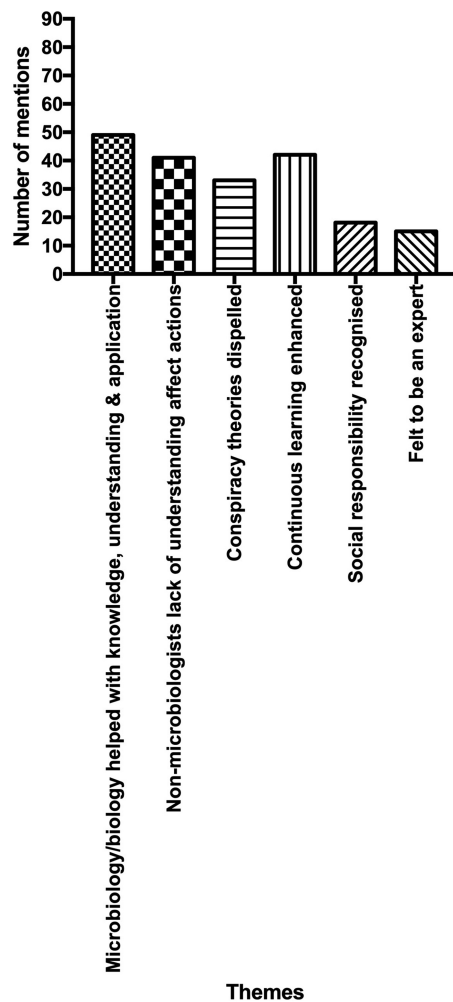 Number of mentions
90
80
70
60
50
40
30
20
10
0
Microbiology/biology helped with knowledge, understanding & application
Non-microbiologists lack of understanding affect actions
Conspiracy theories dispelled
Continuous learning enhanced
Social responsibility recognised
Felt to be an expert
Themes